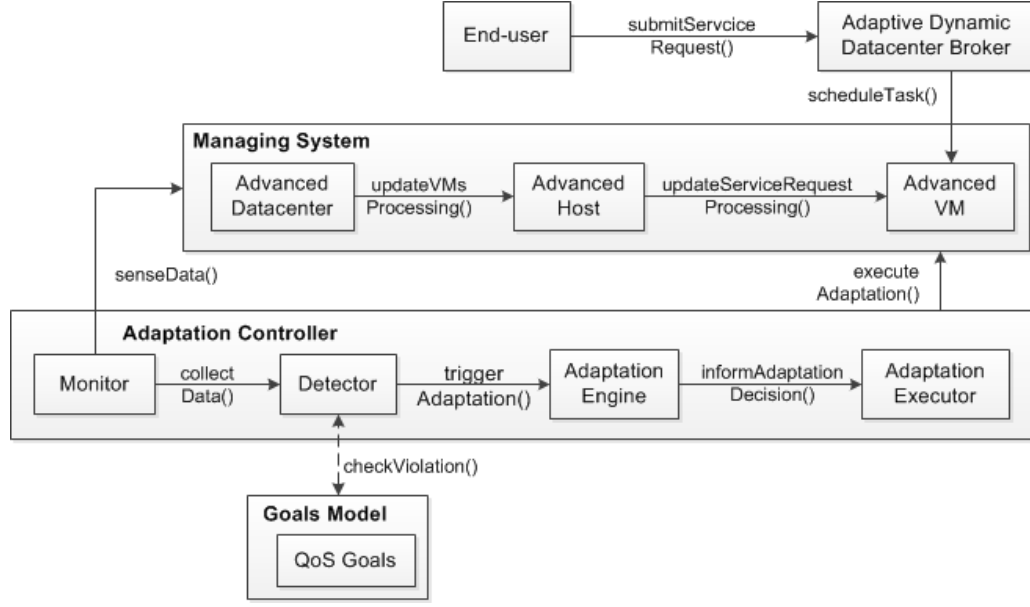 End-user
submitServcice
Request()
Adaptive Dynamic
Datacenter Broker
scheduleTask()
Managing System
Advanced
Datacenter
updateVMs
Processing()
Advanced
Host
updateServiceRequest
Processing()
Advanced
VM
senseData()
execute
Adaptation()
Adaptation Controller
Monitor
collect
Data()
Detector
trigger
Adaptation()
Adaptation
Engine
informAdaptation
Decision()
Adaptation
Executor
checkViolation()
Goals Model
QoS Goals